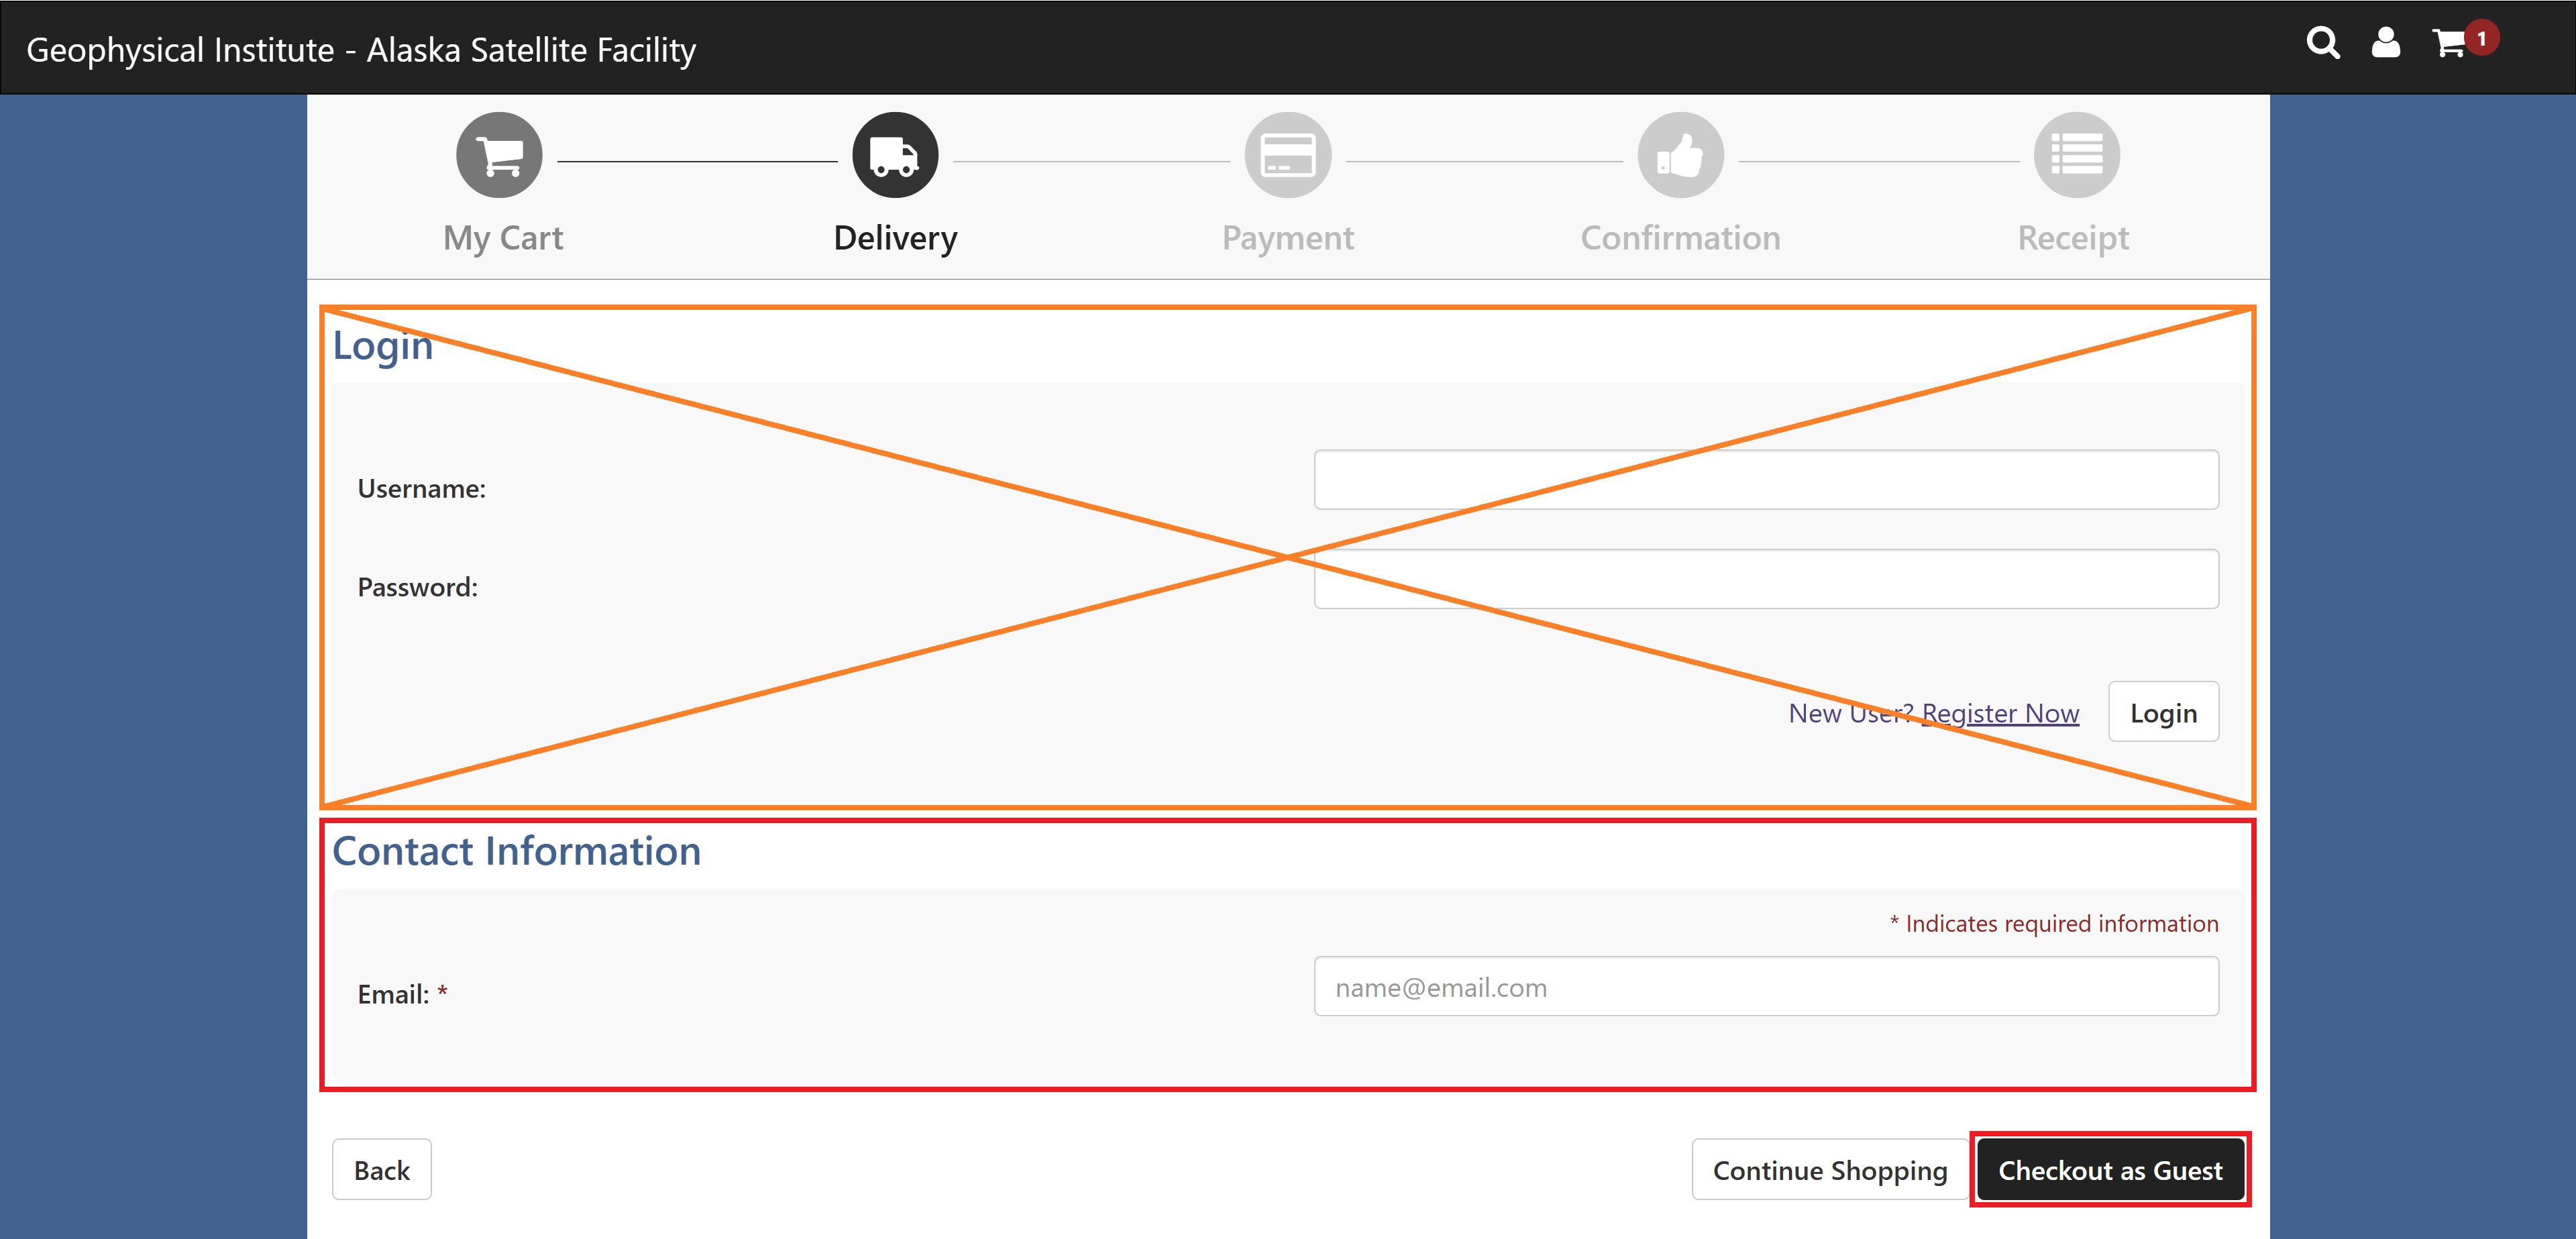 Geophysical Institute - Alaska Satellite Facility
1
My Cart
Delivery
Payment
Confirmation
Receipt
Login
Username:
Password:
New User? Register Now
Login
Contact Information
* Indicates required information
Email: *
name@email.com
Back
Continue Shopping
Checkout as Guest